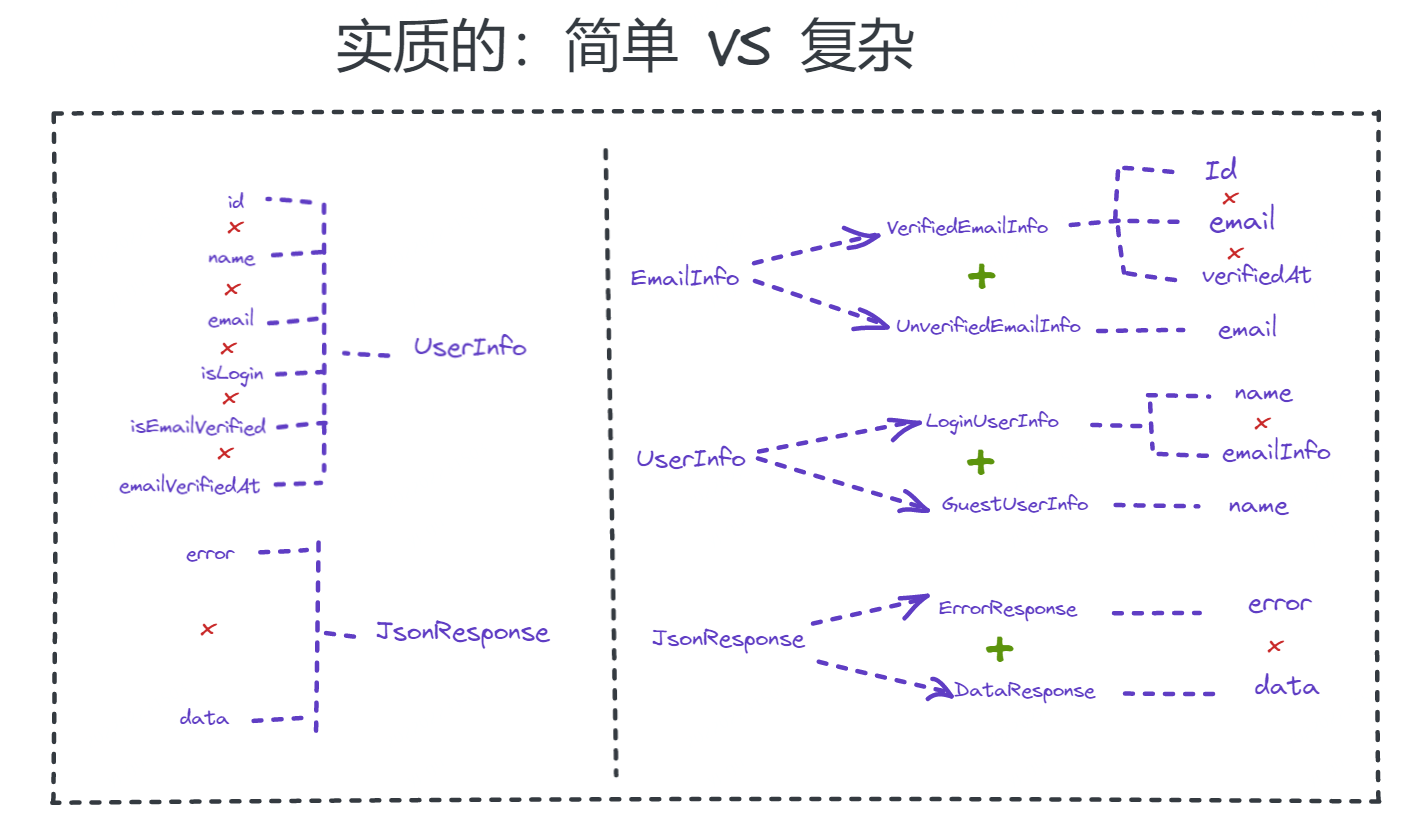 实质的：简单 VS 复杂
id
name
email
isLogin
isEmailVerified
emailVerifiedAt
UserInfo
error
data
JsonResponse
EmailInfo
VerifiedEmailInfo
Id
email
verifiedAt
UnverifiedEmailInfo
email
UserInfo
LoginUserInfo
name
emailInfo
GuestUserInfo
name
JsonResponse
ErrorResponse
error
DataResponse
data